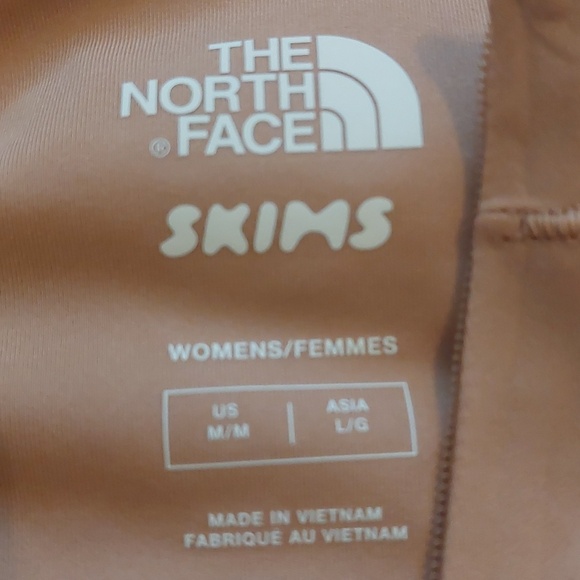 THE
NORTH
® FACE
SKIMS
WOMENS/FEMMES
US | ASIA
M/M | L/G
MADE IN VIETNAM
FABRIQUE AU VIETNAM